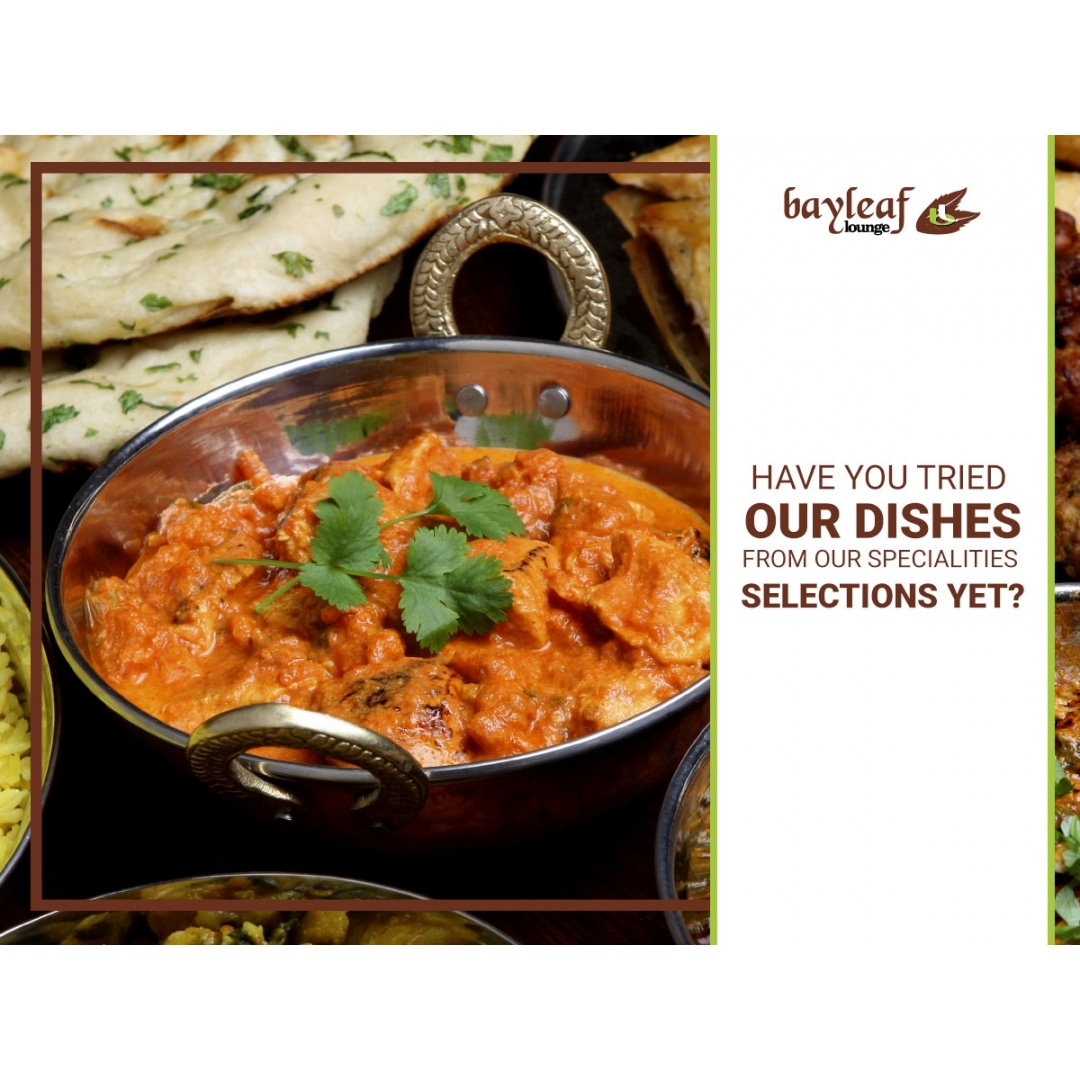 bayleaf
lounge
HAVE YOU TRIED
OUR DISHES
FROM OUR SPECIALITIES
SELECTIONS YET?